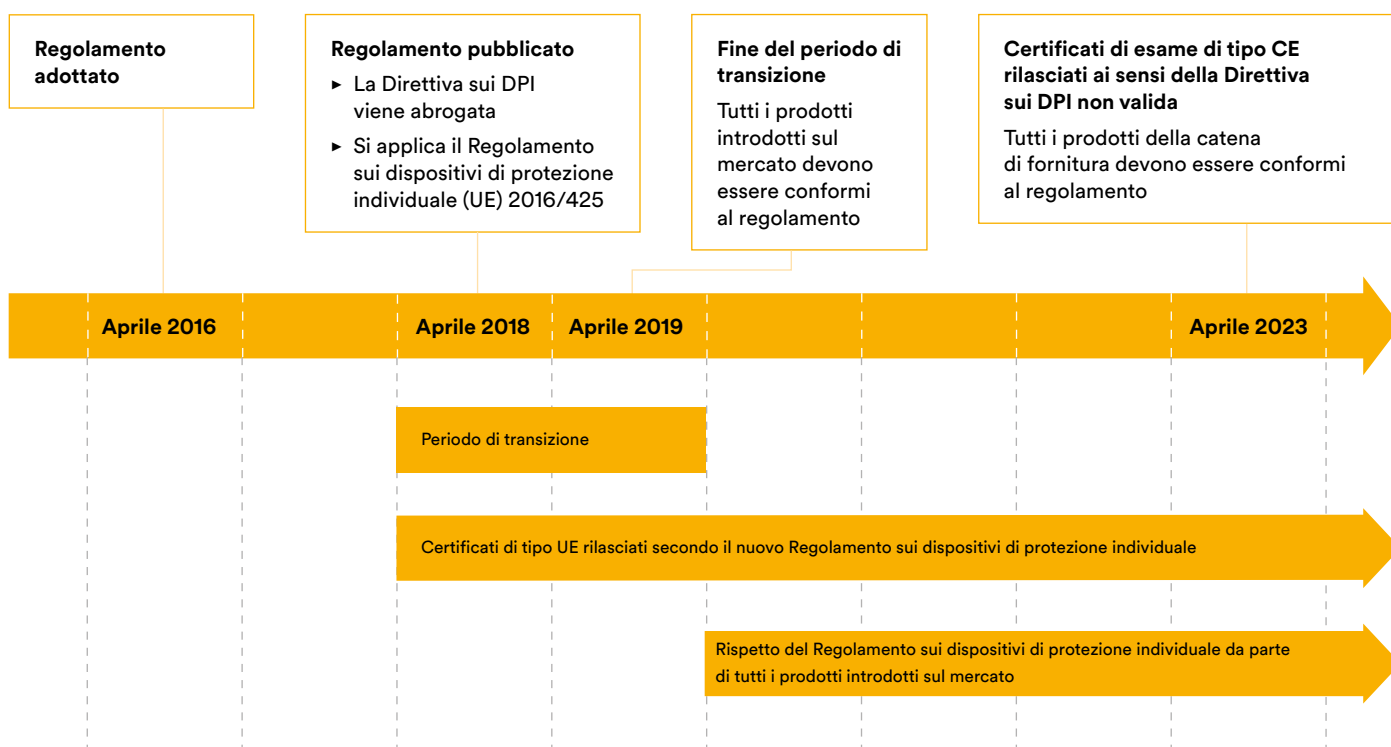 Regolamento
adottato
Regolamento pubblicato
► La Direttiva sui DPI
viene abrogata
► Si applica il Regolamento
sui dispositivi di protezione
individuale (UE) 2016/425
Fine del periodo di
transizione
Tutti i prodotti
introdotti sul
mercato devono
essere conformi
al regolamento
Certificati di esame di tipo CE
rilasciati ai sensi della Direttiva
sui DPI non valida
Tutti i prodotti della catena
di fornitura devono essere conformi
al regolamento
Aprile 2016
Aprile 2018
Aprile 2019
Aprile 2023
Periodo di transizione
Certificati di tipo UE rilasciati secondo il nuovo Regolamento sui dispositivi di protezione individuale
Rispetto del Regolamento sui dispositivi di protezione individuale da parte
di tutti i prodotti introdotti sul mercato